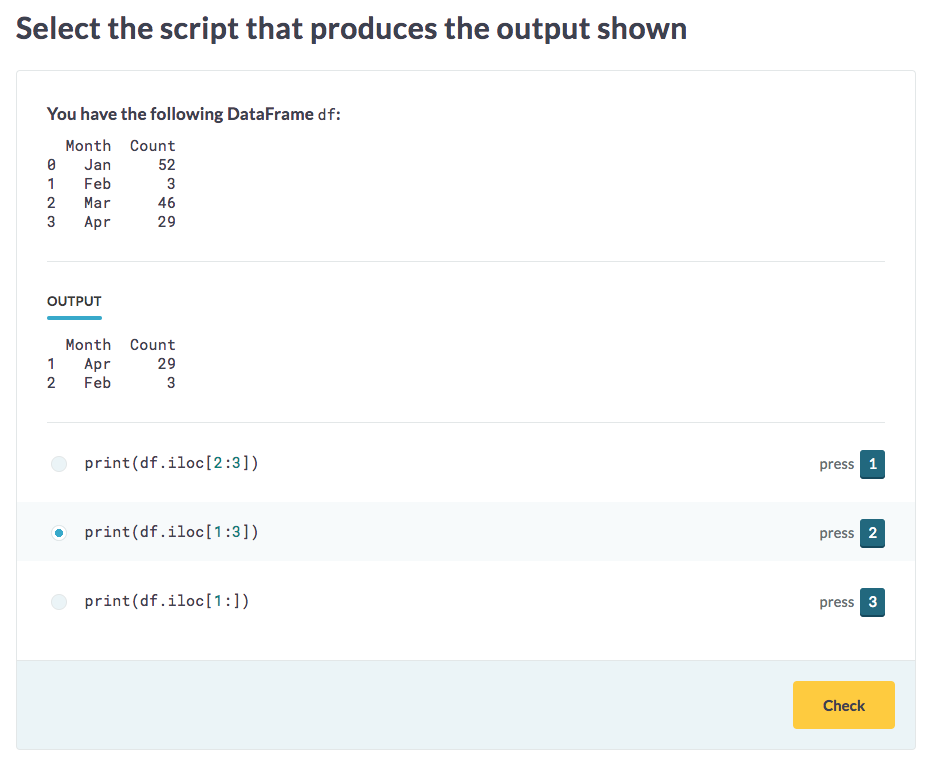 Select the script that produces the output shown
You have the following DataFrame df:
Month Count
0 Jan 52
1 Feb 3
2 Mar 46
3 Apr 29
OUTPUT
Month Count
1 Apr 29
2 Feb 3
print(df.iloc[2:3]) press 1
print(df.iloc[1:3]) press 2
print(df.iloc[1:]) press 3
Check